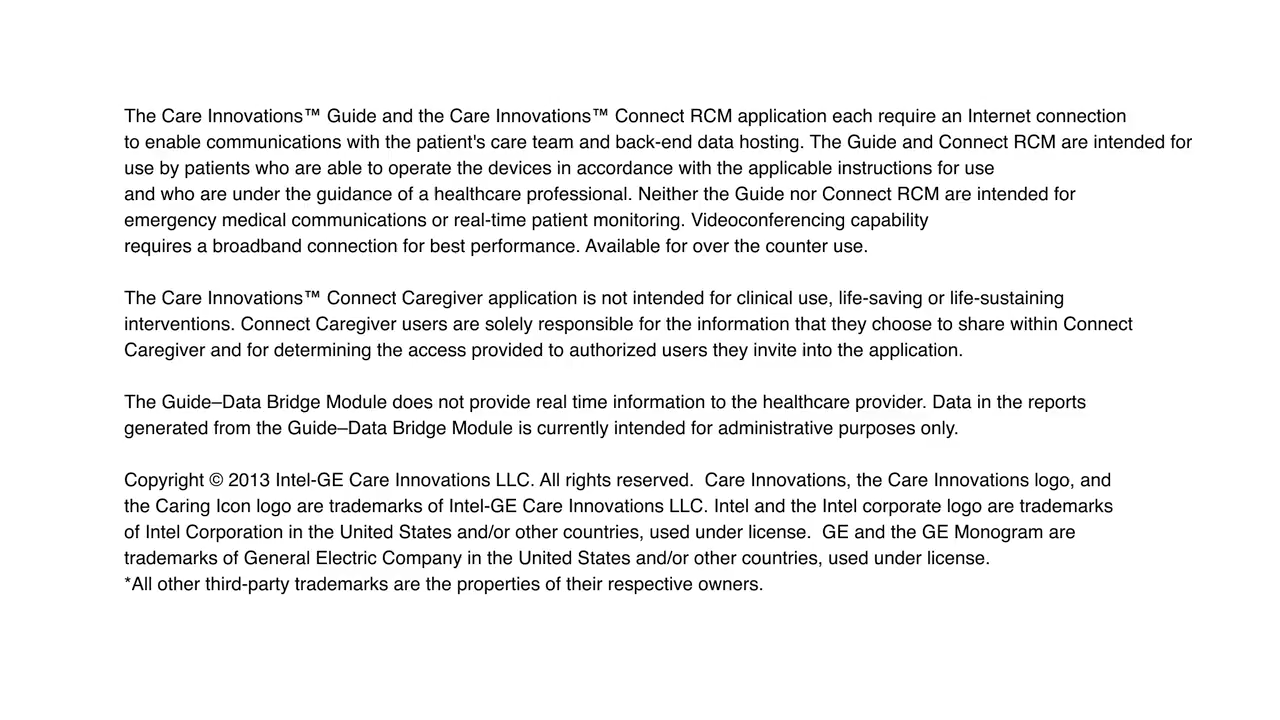 The Care Innovations™ Guide and the Care Innovations™ Connect RCM application each require an Internet connection
to enable communications with the patient's care team and back-end data hosting. The Guide and Connect RCM are intended for
use by patients who are able to operate the devices in accordance with the applicable instructions for use
and who are under the guidance of a healthcare professional. Neither the Guide nor Connect RCM are intended for
emergency medical communications or real-time patient monitoring. Videoconferencing capability
requires a broadband connection for best performance. Available for over the counter use.

The Care Innovations™ Connect Caregiver application is not intended for clinical use, life-saving or life-sustaining
interventions. Connect Caregiver users are solely responsible for the information that they choose to share within Connect
Caregiver and for determining the access provided to authorized users they invite into the application.

The Guide–Data Bridge Module does not provide real time information to the healthcare provider. Data in the reports
generated from the Guide–Data Bridge Module is currently intended for administrative purposes only.

Copyright © 2013 Intel-GE Care Innovations LLC. All rights reserved.  Care Innovations, the Care Innovations logo, and
the Caring Icon logo are trademarks of Intel-GE Care Innovations LLC. Intel and the Intel corporate logo are trademarks
of Intel Corporation in the United States and/or other countries, used under license.  GE and the GE Monogram are
trademarks of General Electric Company in the United States and/or other countries, used under license.
*All other third-party trademarks are the properties of their respective owners.